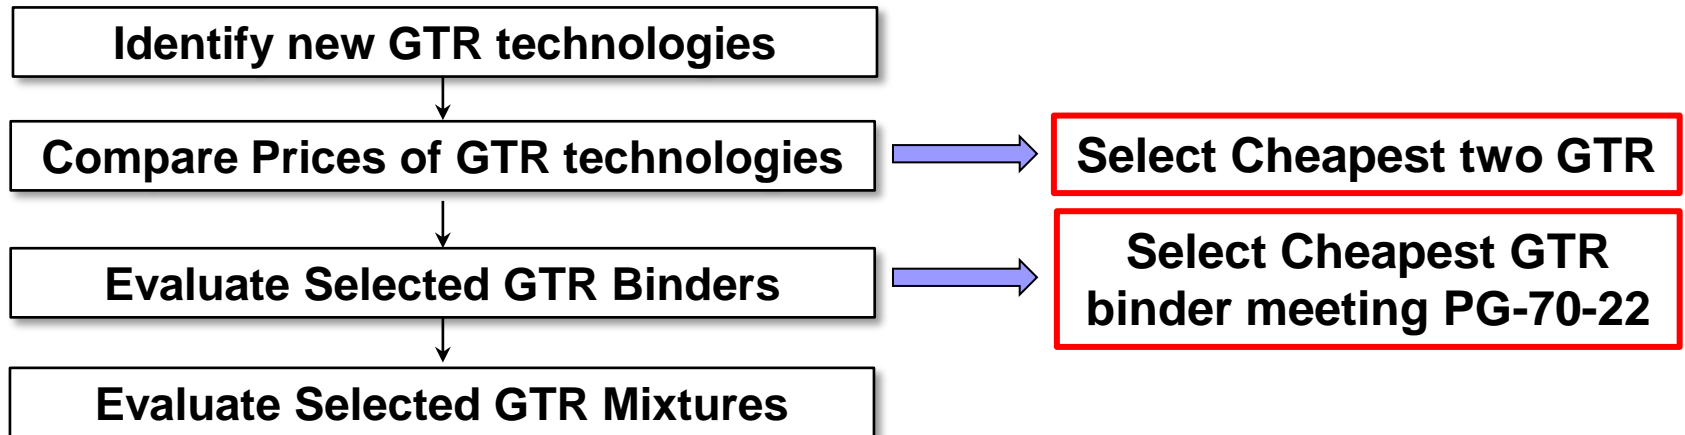 Identify new GTR technologies
Compare Prices of GTR technologies
Select Cheapest two GTR
Evaluate Selected GTR Binders
Select Cheapest GTR
binder meeting PG-70-22
Evaluate Selected GTR Mixtures